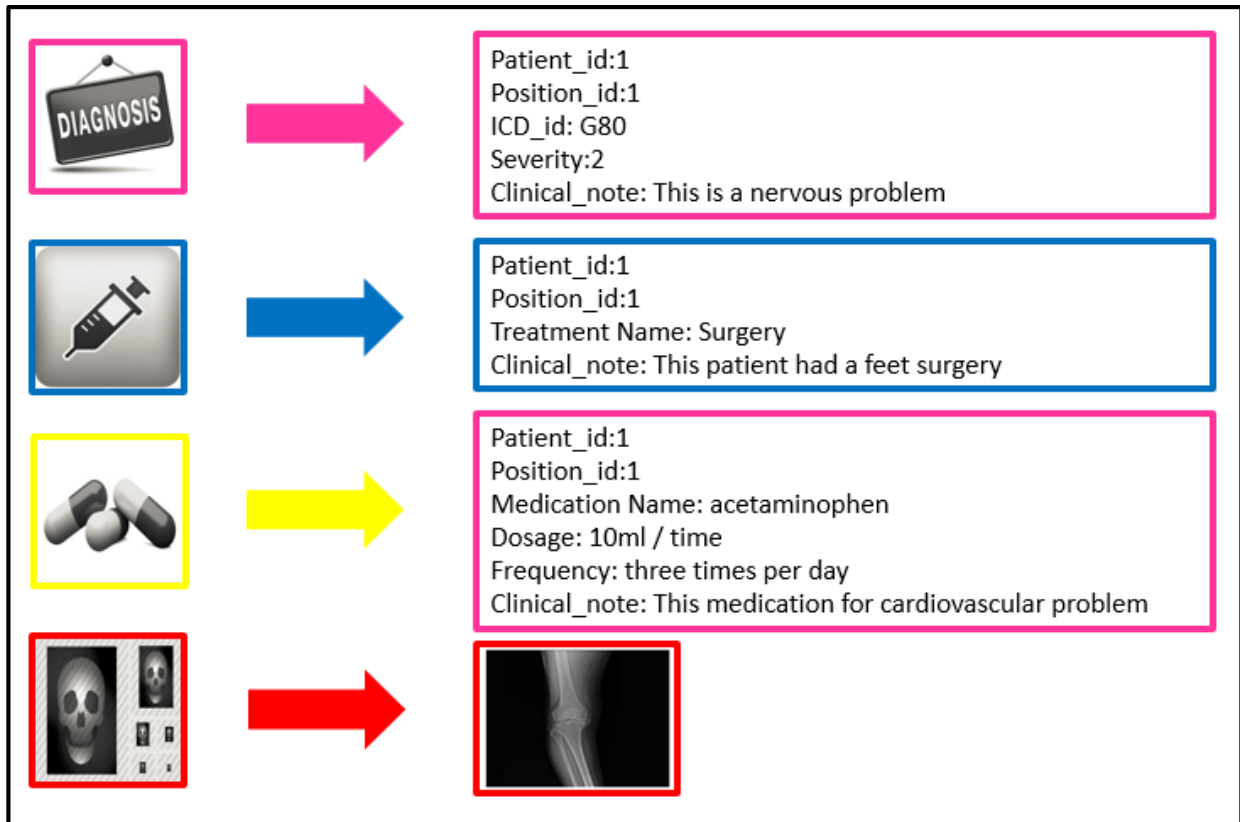 DIAGNOSIS
Patient_id:1
Position_id:1
ICD_id: G80
Severity:2
Clinical_note: This is a nervous problem
Patient_id:1
Position_id:1
Treatment Name: Surgery
Clinical_note: This patient had a feet surgery
Patient_id:1
Position_id:1
Medication Name: acetaminophen
Dosage: 10ml / time
Frequency: three times per day
Clinical_note: This medication for cardiovascular problem